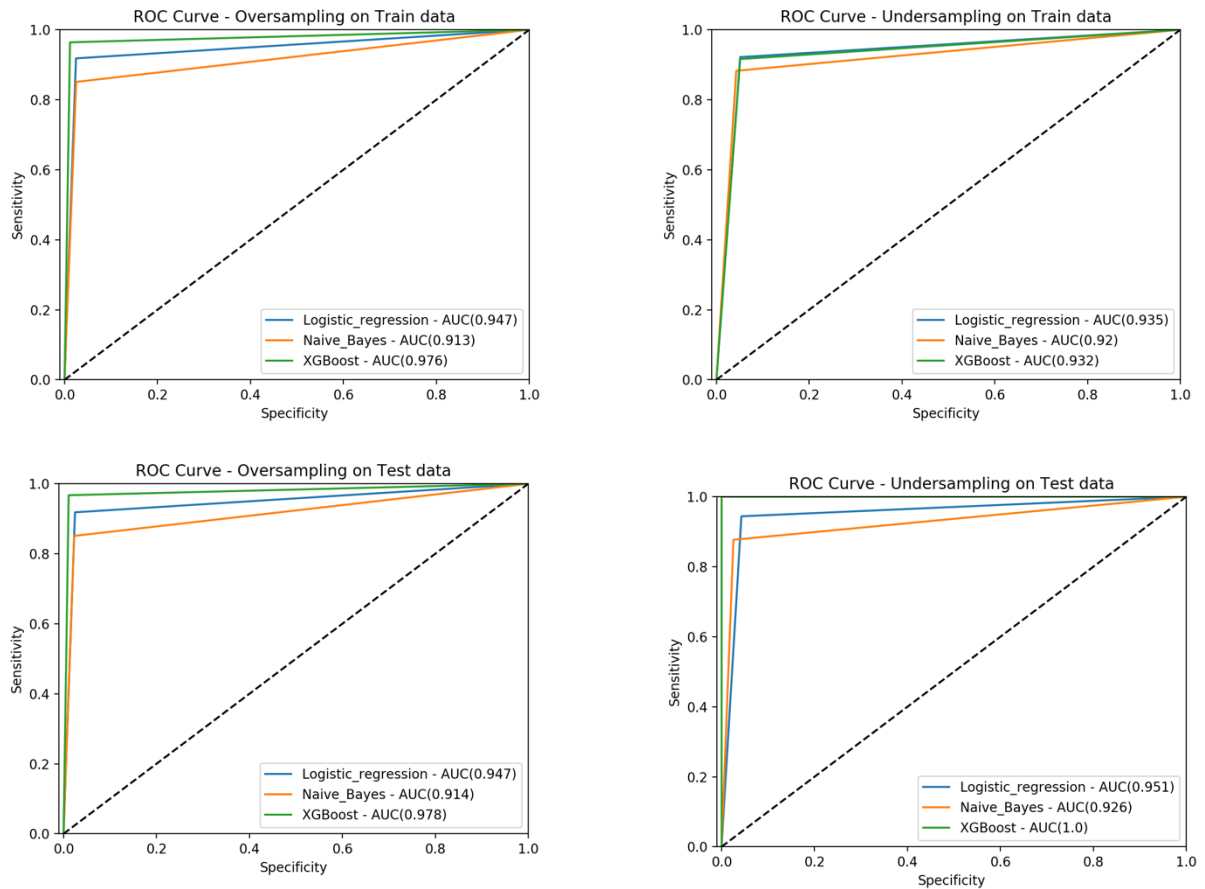 ROC Curve - Oversampling on Train data
1.0
0.8
0.6
0.4
0.2
0.0
Sensitivity
Logistic_regression - AUC(0.947)
Naive_Bayes - AUC(0.913)
XGBoost - AUC(0.976)
0.0 0.2 0.4 0.6 0.8 1.0
Specificity
ROC Curve - Undersampling on Train data
1.0
0.8
0.6
0.4
0.2
0.0
Sensitivity
Logistic_regression - AUC(0.935)
Naive_Bayes - AUC(0.92)
XGBoost - AUC(0.932)
0.0 0.2 0.4 0.6 0.8 1.0
Specificity
ROC Curve - Oversampling on Test data
1.0
0.8
0.6
0.4
0.2
0.0
Sensitivity
Logistic_regression - AUC(0.947)
Naive_Bayes - AUC(0.914)
XGBoost - AUC(0.978)
0.0 0.2 0.4 0.6 0.8 1.0
Specificity
ROC Curve - Undersampling on Test data
1.0
0.8
0.6
0.4
0.2
0.0
Sensitivity
Logistic_regression - AUC(0.951)
Naive_Bayes - AUC(0.926)
XGBoost - AUC(1.0)
0.0 0.2 0.4 0.6 0.8 1.0
Specificity